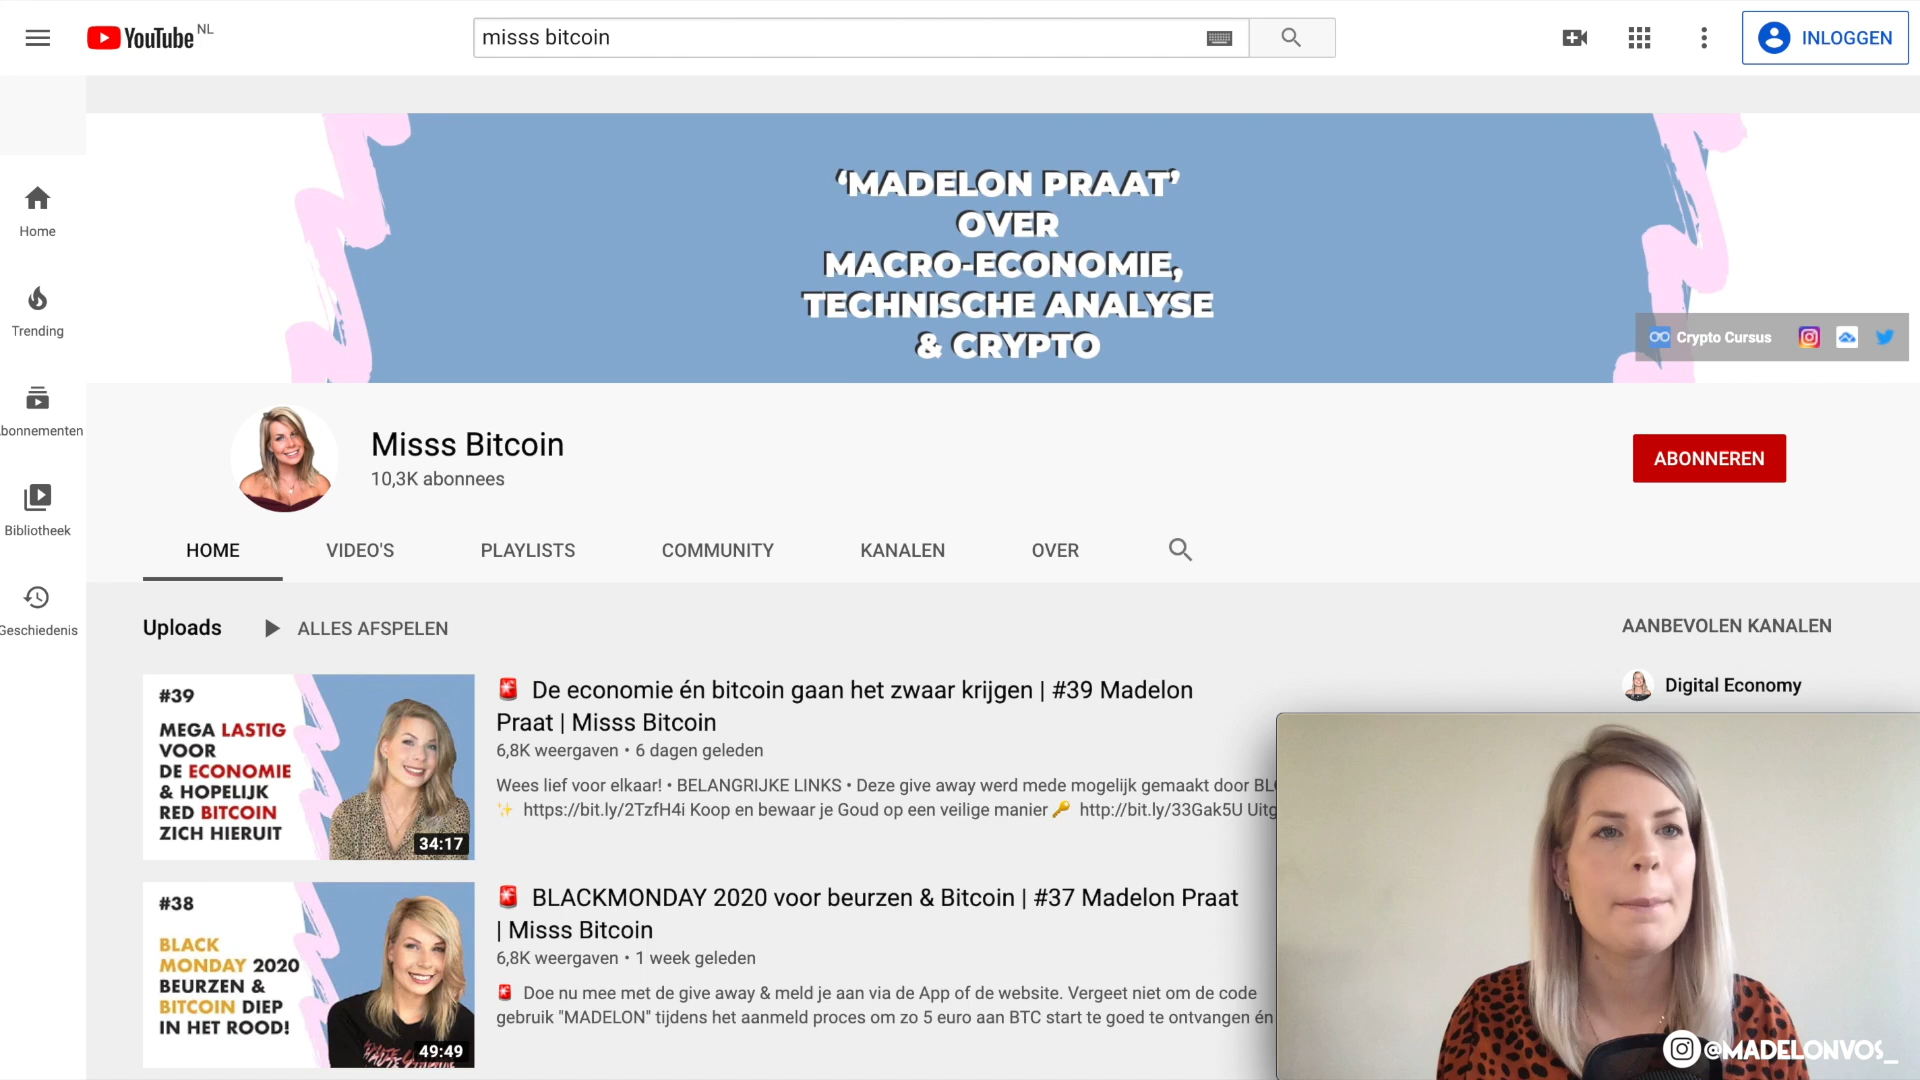 YouTube NL
misss bitcoin
INLOGGEN
Home
Trending
bonnementen
Bibliotheek
Geschiedenis
‘MADELON PRAAT’
OVER
MACRO-ECONOMIE,
TECHNISCHE ANALYSE
& CRYPTO
Crypto Cursus
Misss Bitcoin
10,3K abonnees
ABONNEREN
HOME
VIDEO'S
PLAYLISTS
COMMUNITY
KANALEN
OVER
Uploads
ALLES AFSPELEN
AANBEVOLEN KANALEN
Digital Economy
#39
MEGA LASTIG
VOOR
DE ECONOMIE
& HOPELIJK
RED BITCOIN
ZICH HIERUIT
34:17
De economie én bitcoin gaan het zwaar krijgen | #39 Madelon
Praat | Misss Bitcoin
6,8K weergaven • 6 dagen geleden
Wees lief voor elkaar! • BELANGRIJKE LINKS • Deze give away werd mede mogelijk gemaakt door
https://bit.ly/2TzfH4i Koop en bewaar je Goud op een veilige manier 🔑 http://bit.ly/33Gak5U Uitg
#38
BLACK
MONDAY 2020
BEURZEN &
BITCOIN DIEP
IN HET ROOD!
49:49
BLACKMONDAY 2020 voor beurzen & Bitcoin | #37 Madelon Praat
| Misss Bitcoin
6,8K weergaven • 1 week geleden
Doe nu mee met de give away & meld je aan via de App of de website. Vergeet niet om de code
gebruik "MADELON" tijdens het aanmeld proces om zo 5 euro aan BTC start te goed te ontvangen én
@MADELONVOS_